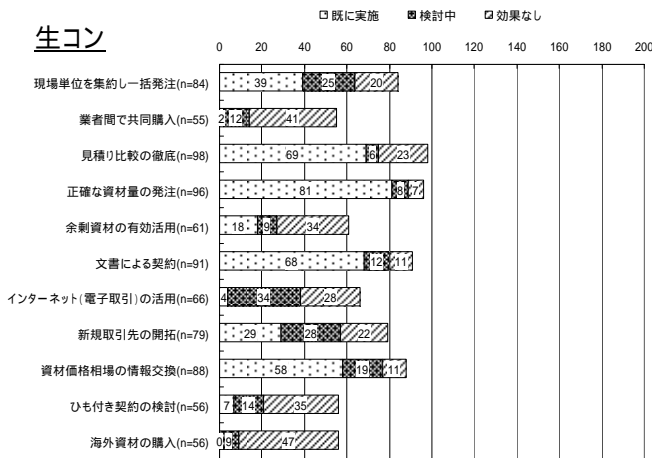 □既に実施 ■検討中 □効果なし
生コン
0 20 40 60 80 100 120 140 160 180 200
現場単位を集約し一括発注(n=84) 39 25 20
業者間で共同購入(n=55) 2 12 41
見積り比較の徹底(n=98) 69 6 23
正確な資材量の発注(n=96) 81 8 7
余剰資材の有効活用(n=61) 18 9 34
文書による契約(n=91) 68 12 11
インターネット(電子取引)の活用(n=66) 4 34 28
新規取引先の開拓(n=79) 29 28 22
資材価格相場の情報交換(n=88) 58 19 11
ひも付き契約の検討(n=56) 7 14 35
海外資材の購入(n=56) 0 9 47